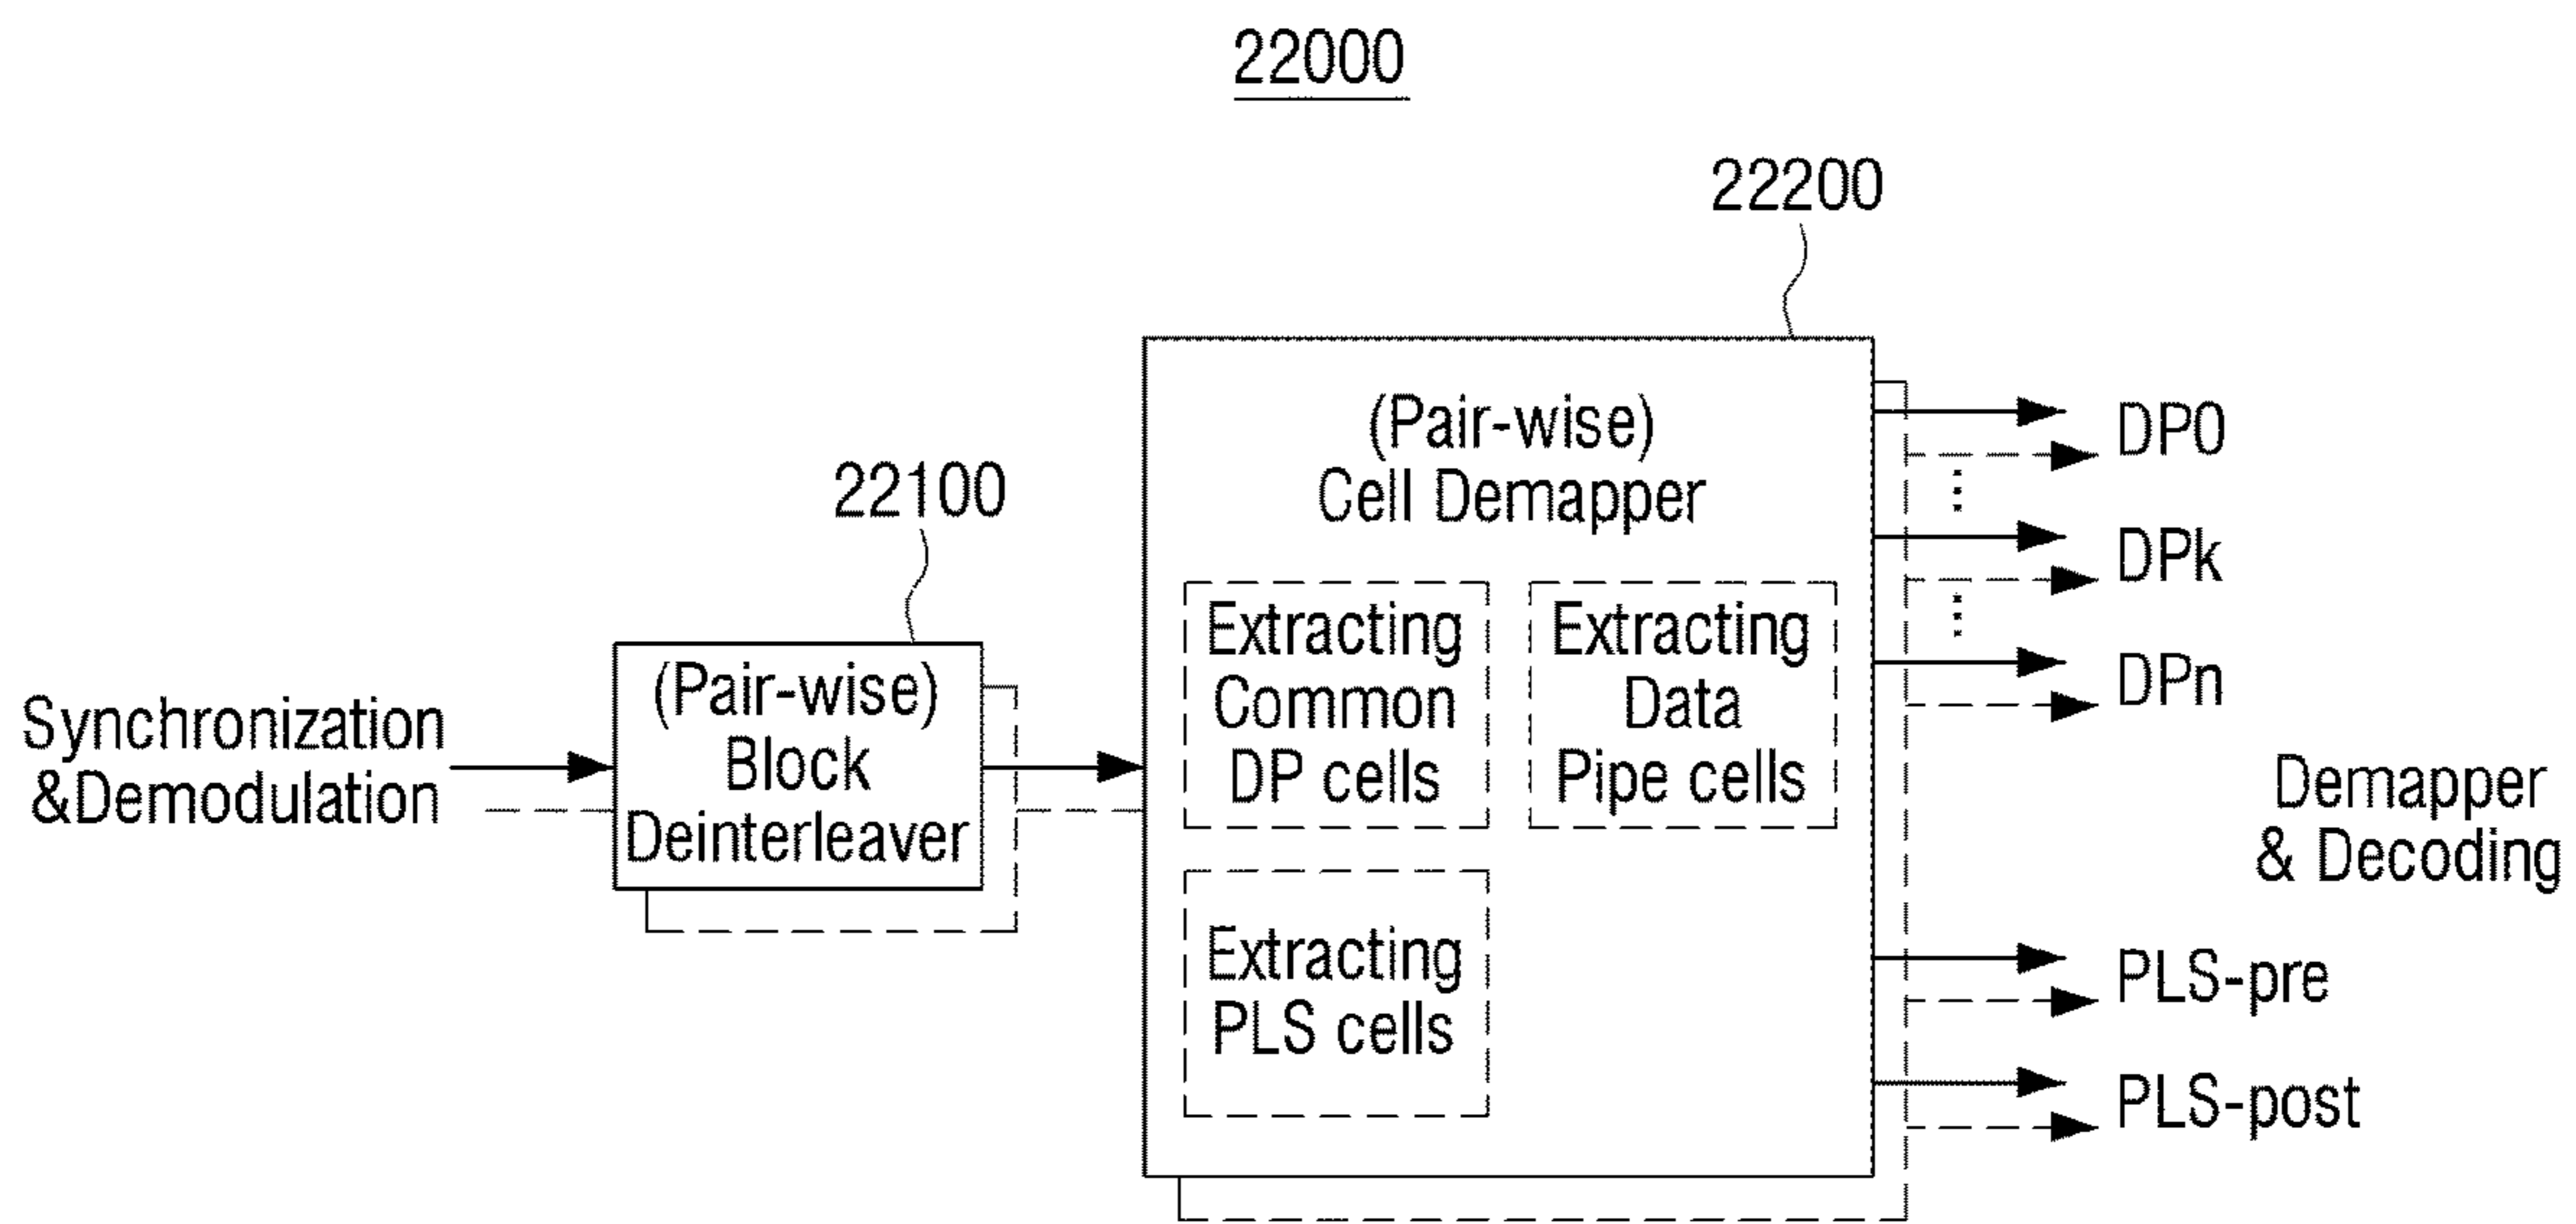 22000
22200
22100
Synchronization
&Demodulation
(Pair-wise)
Block
Deinterleaver
(Pair-wise)
Cell Demapper
Extracting
Common
DP cells
Extracting
Data
Pipe cells
Extracting
PLS cells
DP0
DPk
DPn
Demapper
& Decoding
PLS-pre
PLS-post